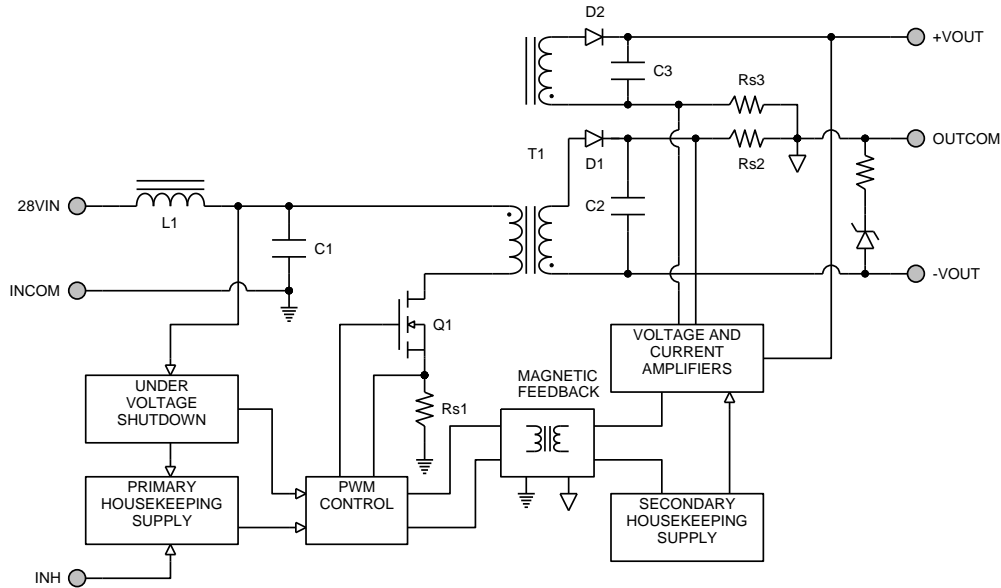 D2
+VOUT
C3
Rs3
T1
D1
Rs2
OUTCOM
28VIN
L1
C1
C2
INCOM
-VOUT
Q1
VOLTAGE AND
CURRENT
AMPLIFIERS
UNDER
VOLTAGE
SHUTDOWN
Rs1
MAGNETIC
FEEDBACK
PRIMARY
HOUSEKEEPING
SUPPLY
PWM
CONTROL
SECONDARY
HOUSEKEEPING
SUPPLY
INH